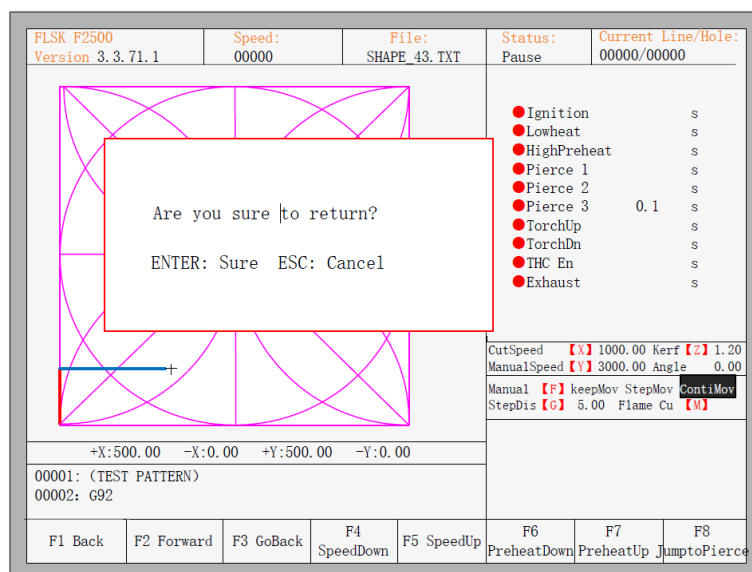 FLSK F2500
Version 3.3.71.1
Speed:
00000
File:
SHAPE_43.TXT
Status:
Pause
Current Line/Hole:
00000/00000
Are you sure to return?
ENTER: Sure ESC: Cancel
Ignition s
Lowheat s
HighPreheat s
Pierce 1 s
Pierce 2 s
Pierce 3 0.1 s
TorchUp s
TorchDn s
THC En s
Exhaust s
CutSpeed 【X】 1000.00 Kerf【Z】 1.20
ManualSpeed【Y】 3000.00 Angle 0.00
Manual 【F】keepMov StepMov ContiMov
StepDis【G】 5.00 Flame Cu 【M】
+X:500.00 -X:0.00 +Y:500.00 -Y:0.00
00001: (TEST PATTERN)
00002: G92
F1 Back
F2 Forward
F3 GoBack
F4
SpeedDown
F5 SpeedUp
F6
PreheatDown
F7
PreheatUp
F8
JumptoPierce